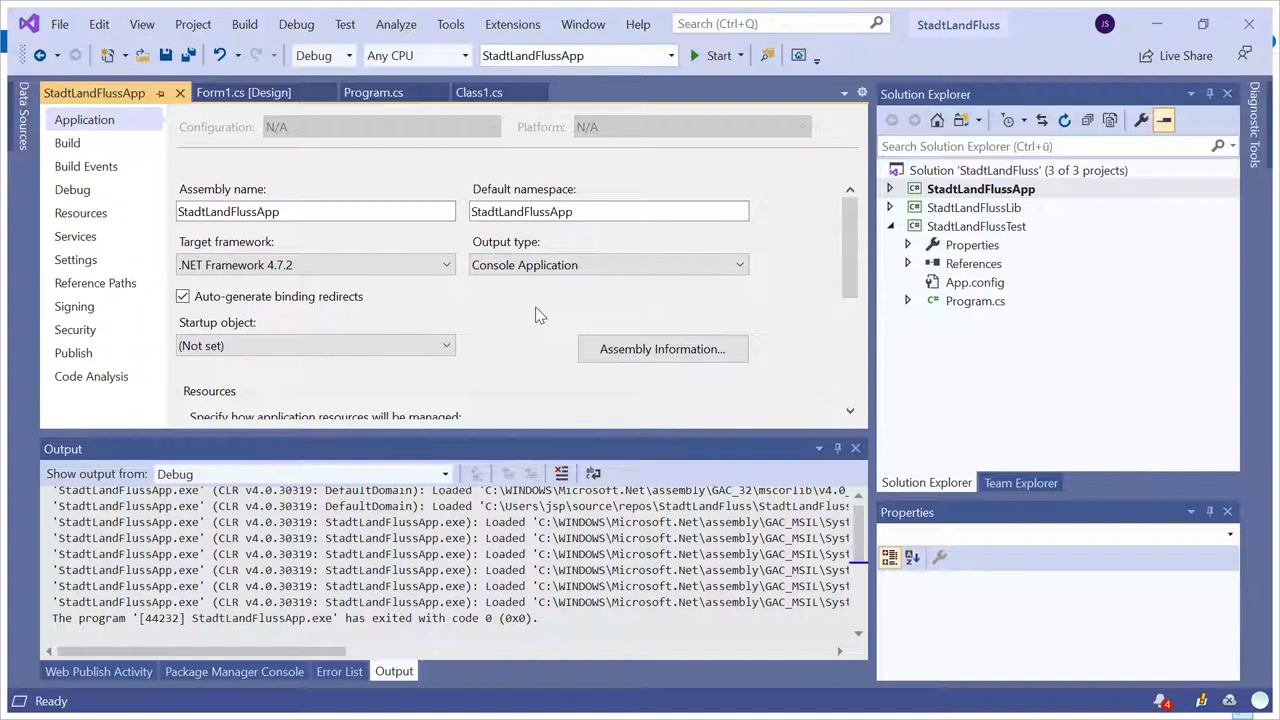 File Edit View Project Build Debug Test Analyze Tools Extensions Window Help Search (Ctrl+Q) StadtLandFluss JS
Debug Any CPU StadtLandFlussApp Start Live Share
Data Sources
StadtLandFlussApp Form1.cs [Design] Program.cs Class1.cs
Application
Build
Build Events
Debug
Resources
Services
Settings
Reference Paths
Signing
Security
Publish
Code Analysis
Configuration: N/A Platform: N/A
Assembly name: Default namespace:
StadtLandFlussApp StadtLandFlussApp
Target framework: Output type:
.NET Framework 4.7.2 Console Application
Auto-generate binding redirects
Startup object:
(Not set) Assembly Information...
Resources
Specify how application resources will be managed:
Output
Show output from: Debug
'StadtLandFlussApp.exe' (CLR v4.0.30319: DefaultDomain): Loaded 'C:\WINDOWS\Microsoft.Net\assembly\GAC_32\mscorlib\v4.0_
'StadtLandFlussApp.exe' (CLR v4.0.30319: DefaultDomain): Loaded 'C:\Users\jsp\source\repos\StadtLandFluss\StadtLandFluss
'StadtLandFlussApp.exe' (CLR v4.0.30319: StadtLandFlussApp.exe): Loaded 'C:\WINDOWS\Microsoft.Net\assembly\GAC_MSIL\Syst
'StadtLandFlussApp.exe' (CLR v4.0.30319: StadtLandFlussApp.exe): Loaded 'C:\WINDOWS\Microsoft.Net\assembly\GAC_MSIL\Syst
'StadtLandFlussApp.exe' (CLR v4.0.30319: StadtLandFlussApp.exe): Loaded 'C:\WINDOWS\Microsoft.Net\assembly\GAC_MSIL\Syst
'StadtLandFlussApp.exe' (CLR v4.0.30319: StadtLandFlussApp.exe): Loaded 'C:\WINDOWS\Microsoft.Net\assembly\GAC_MSIL\Syst
'StadtLandFlussApp.exe' (CLR v4.0.30319: StadtLandFlussApp.exe): Loaded 'C:\WINDOWS\Microsoft.Net\assembly\GAC_MSIL\Syst
'StadtLandFlussApp.exe' (CLR v4.0.30319: StadtLandFlussApp.exe): Loaded 'C:\WINDOWS\Microsoft.Net\assembly\GAC_MSIL\Syst
The program '[44232] StadtLandFlussApp.exe' has exited with code 0 (0x0).
Web Publish Activity Package Manager Console Error List Output
Solution Explorer
Search Solution Explorer (Ctrl+ü)
Solution 'StadtLandFluss' (3 of 3 projects)
C# StadtLandFlussApp
C# StadtLandFlussLib
C# StadtLandFlussTest
Properties
References
App.config
C# Program.cs
Solution Explorer Team Explorer
Properties
Diagnostic Tools
Ready 4